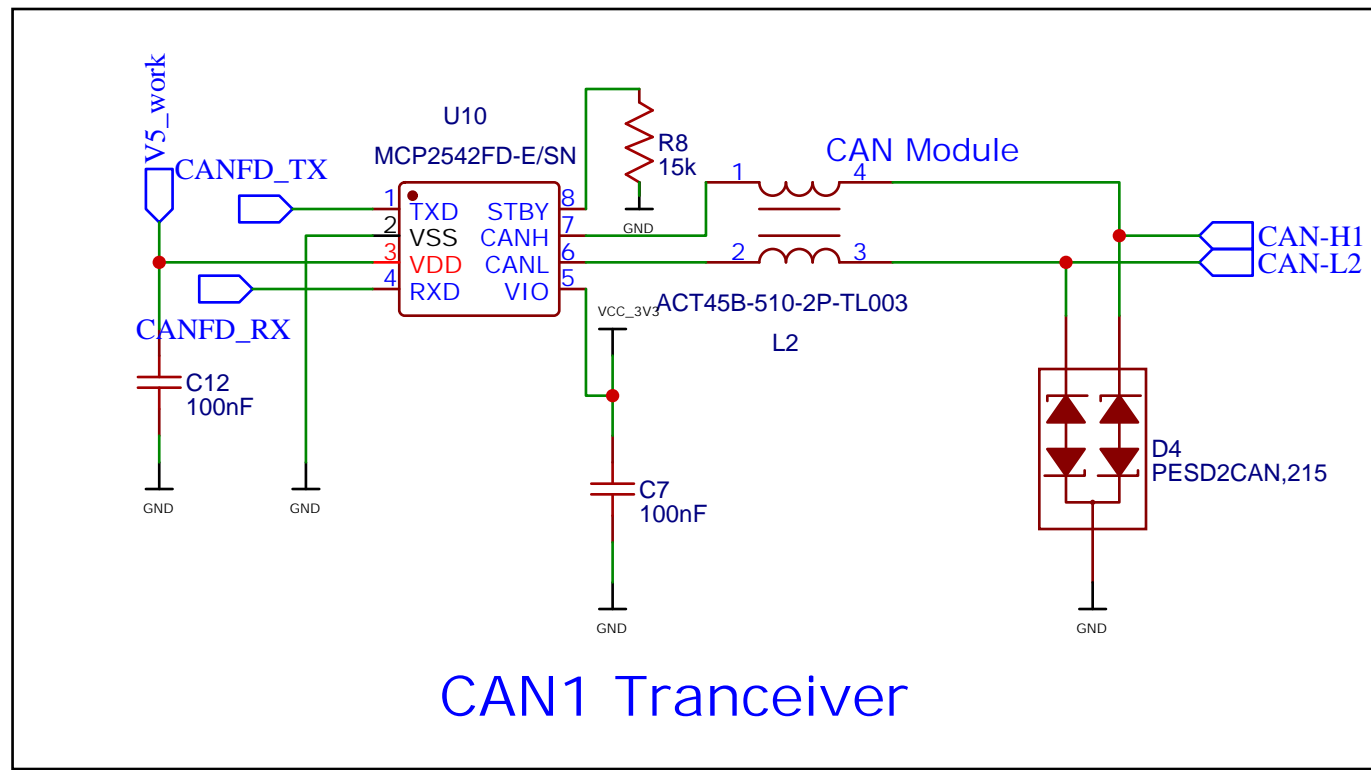 V5_work
CANFD_TX
CANFD_RX
C12
100nF
GND
GND
U10
MCP2542FD-E/SN
1 TXD STBY 8
2 VSS CANH 7
3 VDD CANL 6
4 RXD VIO 5
R8
15k
GND
CAN Module
1 4
2 3
ACT45B-510-2P-TL003
L2
VCC_3V3
C7
100nF
GND
CAN-H1
CAN-L2
D4
PESD2CAN,215
GND
CAN1 Tranceiver